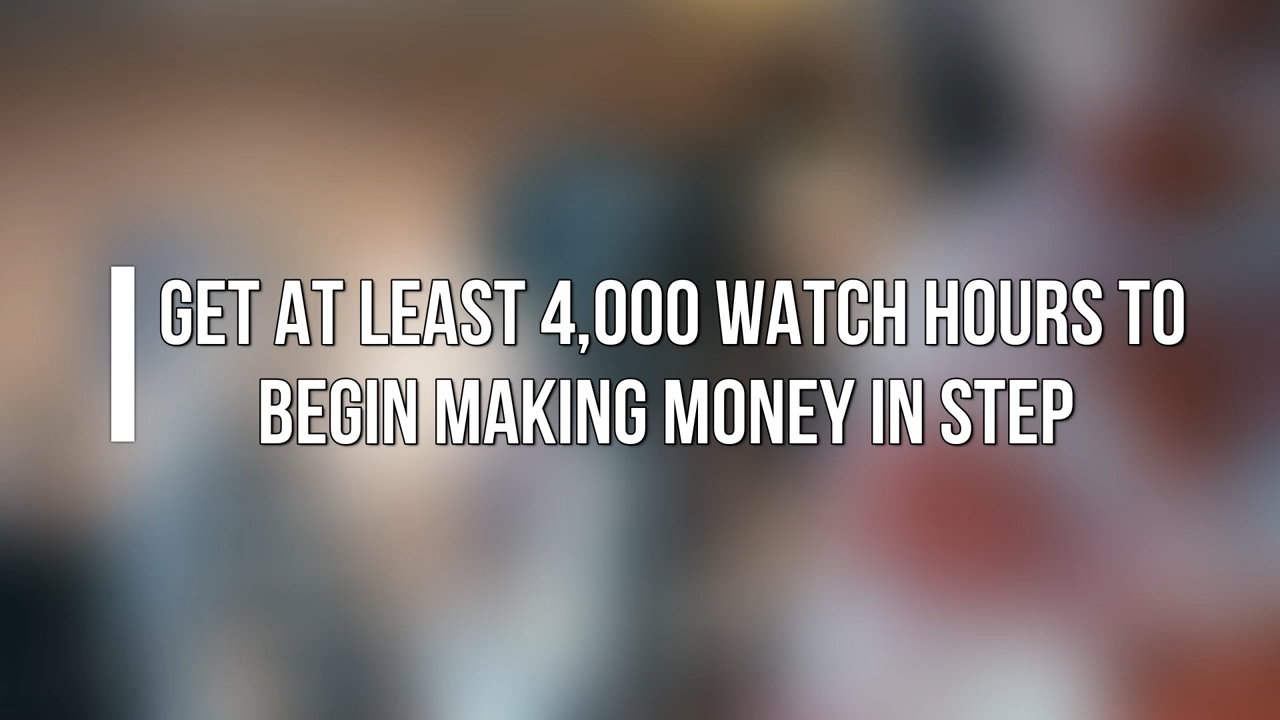 GET AT LEAST 4,000 WATCH HOURS TO
BEGIN MAKING MONEY IN STEP